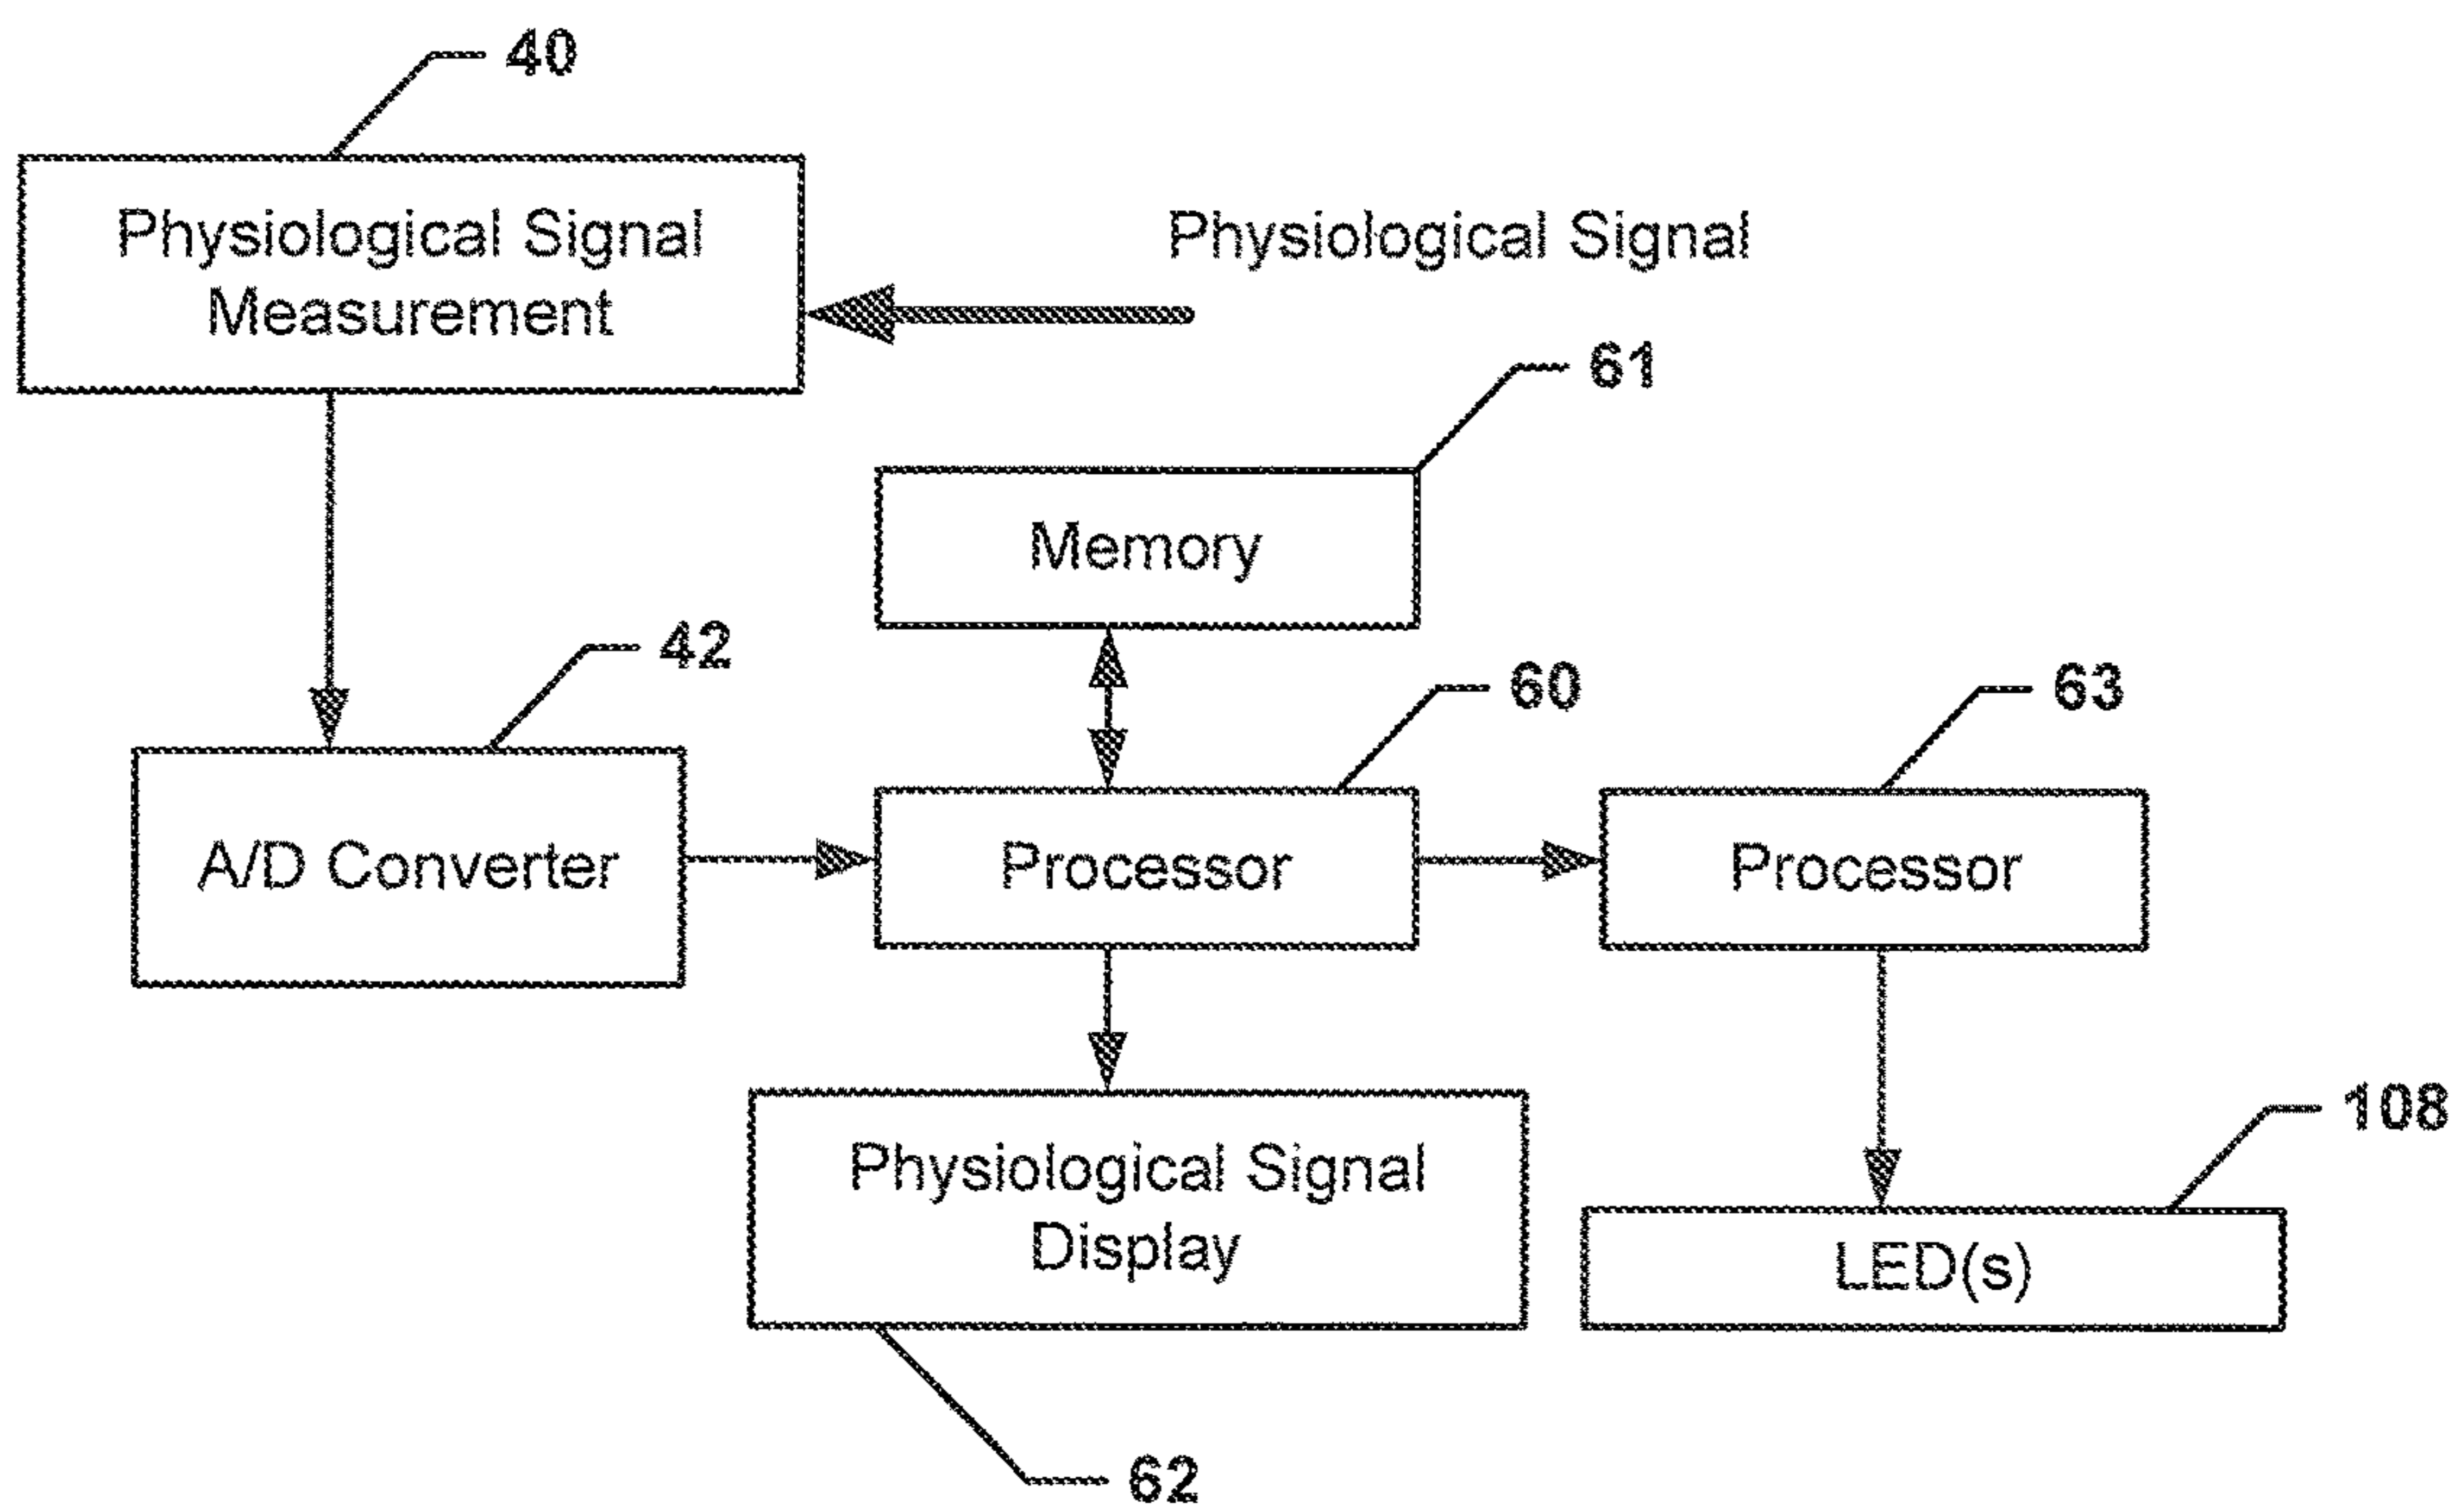 40
Physiological Signal
Measurement
Physiological Signal
61
Memory
42
60
63
A/D Converter
Processor
Processor
108
Physiological Signal
Display
LED(s)
62